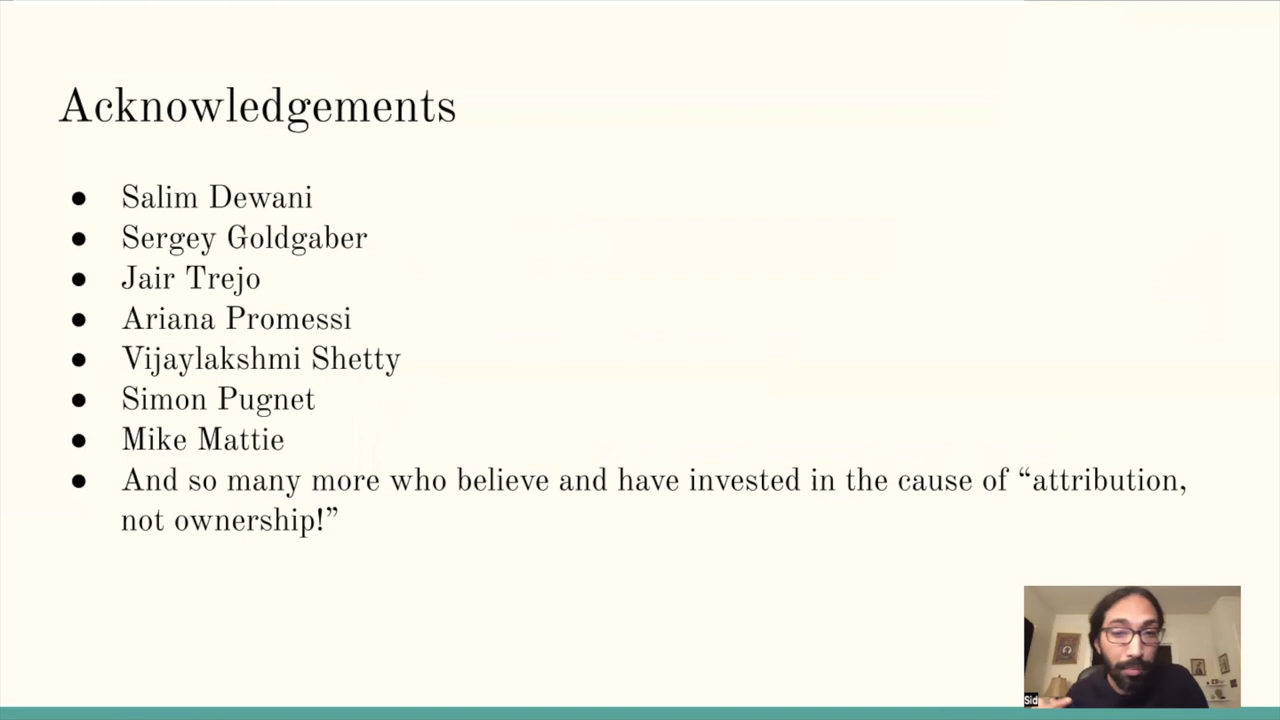 Acknowledgements
● Salim Dewani
● Sergey Goldgaber
● Jair Trejo
● Ariana Promessi
● Vijaylakshmi Shetty
● Simon Pugnet
● Mike Mattie
● And so many more who believe and have invested in the cause of “attribution,
not ownership!”
Sid